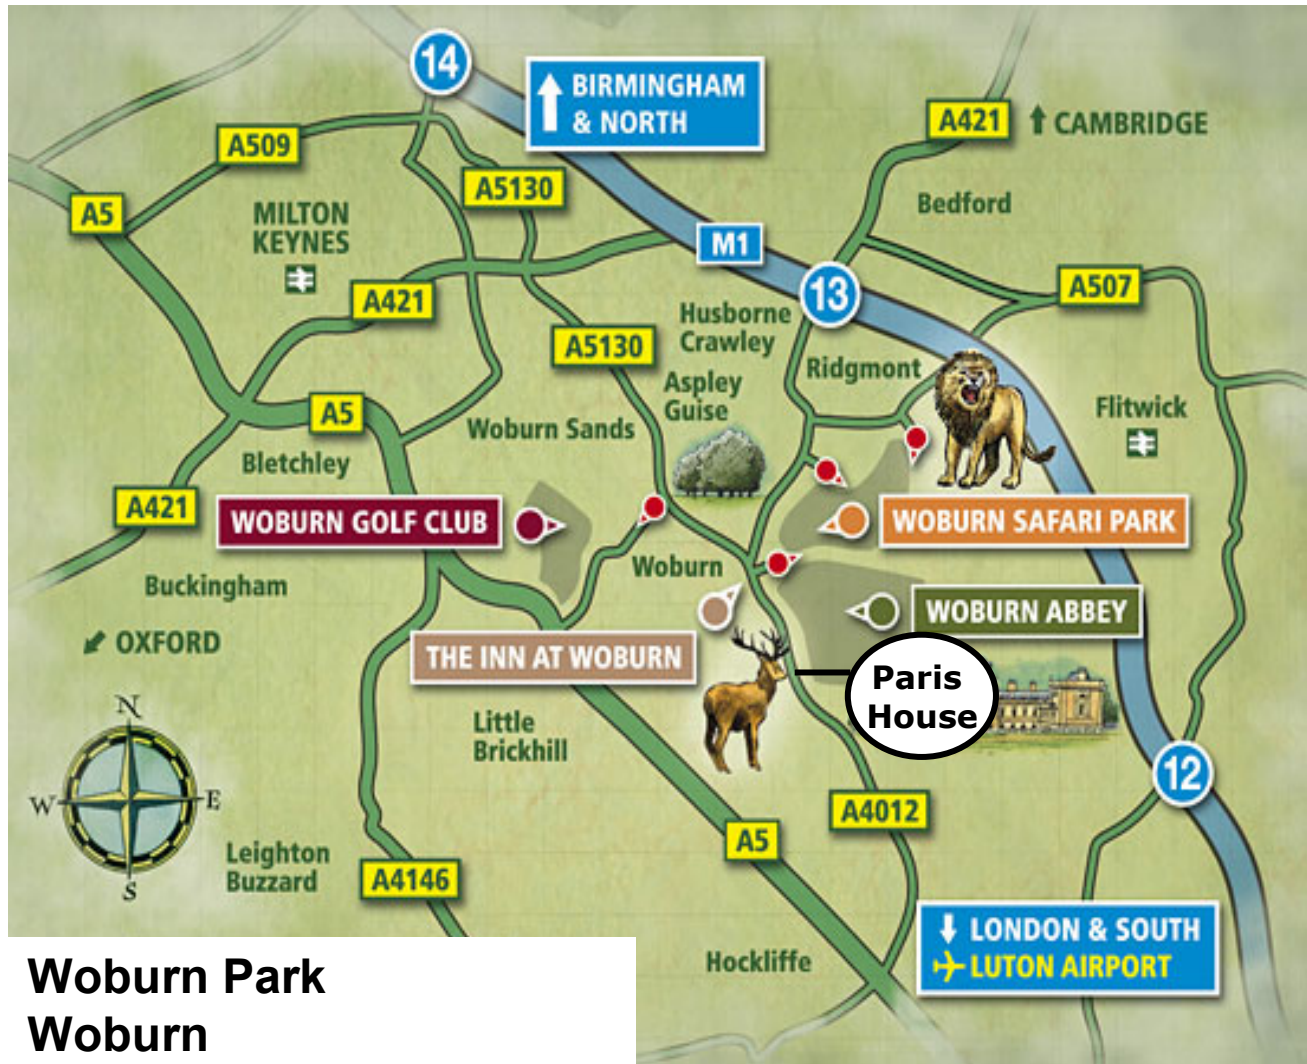 14
BIRMINGHAM
& NORTH
A421
CAMBRIDGE
A509
A5130
Bedford
A5
MILTON
KEYNES
M1
A421
13
A507
Husborne
Crawley
A5130
Ridgmont
Aspley
Guise
A5
Flitwick
Woburn Sands
Bletchley
A421
WOBURN GOLF CLUB
WOBURN SAFARI PARK
Woburn
Buckingham
WOBURN ABBEY
OXFORD
THE INN AT WOBURN
Paris
House
N
W
E
S
Little
Brickhill
12
A4012
A5
Leighton
Buzzard
A4146
LONDON & SOUTH
LUTON AIRPORT
Hockliffe
Woburn Park
Woburn